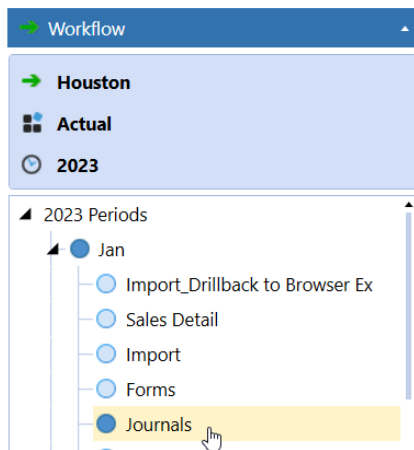 Workflow
Houston
Actual
2023
2023 Periods
Jan
Import_Drillback to Browser Ex
Sales Detail
Import
Forms
Journals